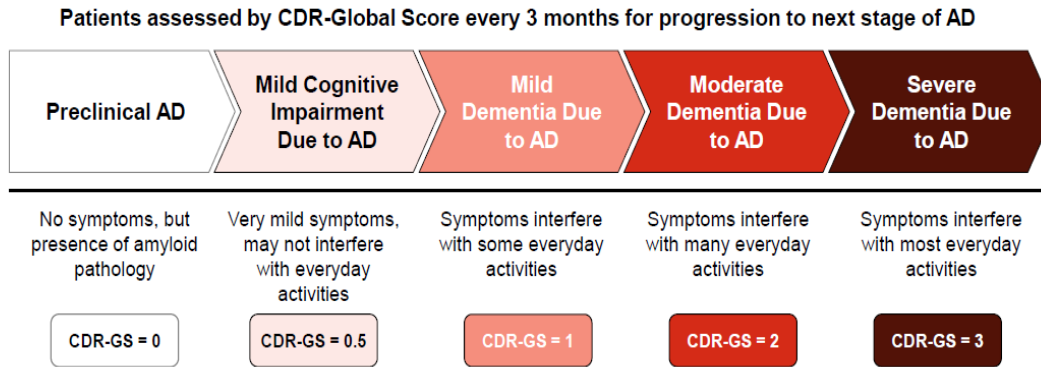 Patients assessed by CDR-Global Score every 3 months for progression to next stage of AD
Preclinical AD
Mild Cognitive
Impairment
Due to AD
Mild
Dementia Due
to AD
Moderate
Dementia Due
to AD
Severe
Dementia Due
to AD
No symptoms, but
presence of amyloid
pathology
Very mild symptoms,
may not interfere
with everyday
activities
Symptoms interfere
with some everyday
activities
Symptoms interfere
with many everyday
activities
Symptoms interfere
with most everyday
activities
CDR-GS = 0
CDR-GS = 0.5
CDR-GS = 1
CDR-GS = 2
CDR-GS = 3